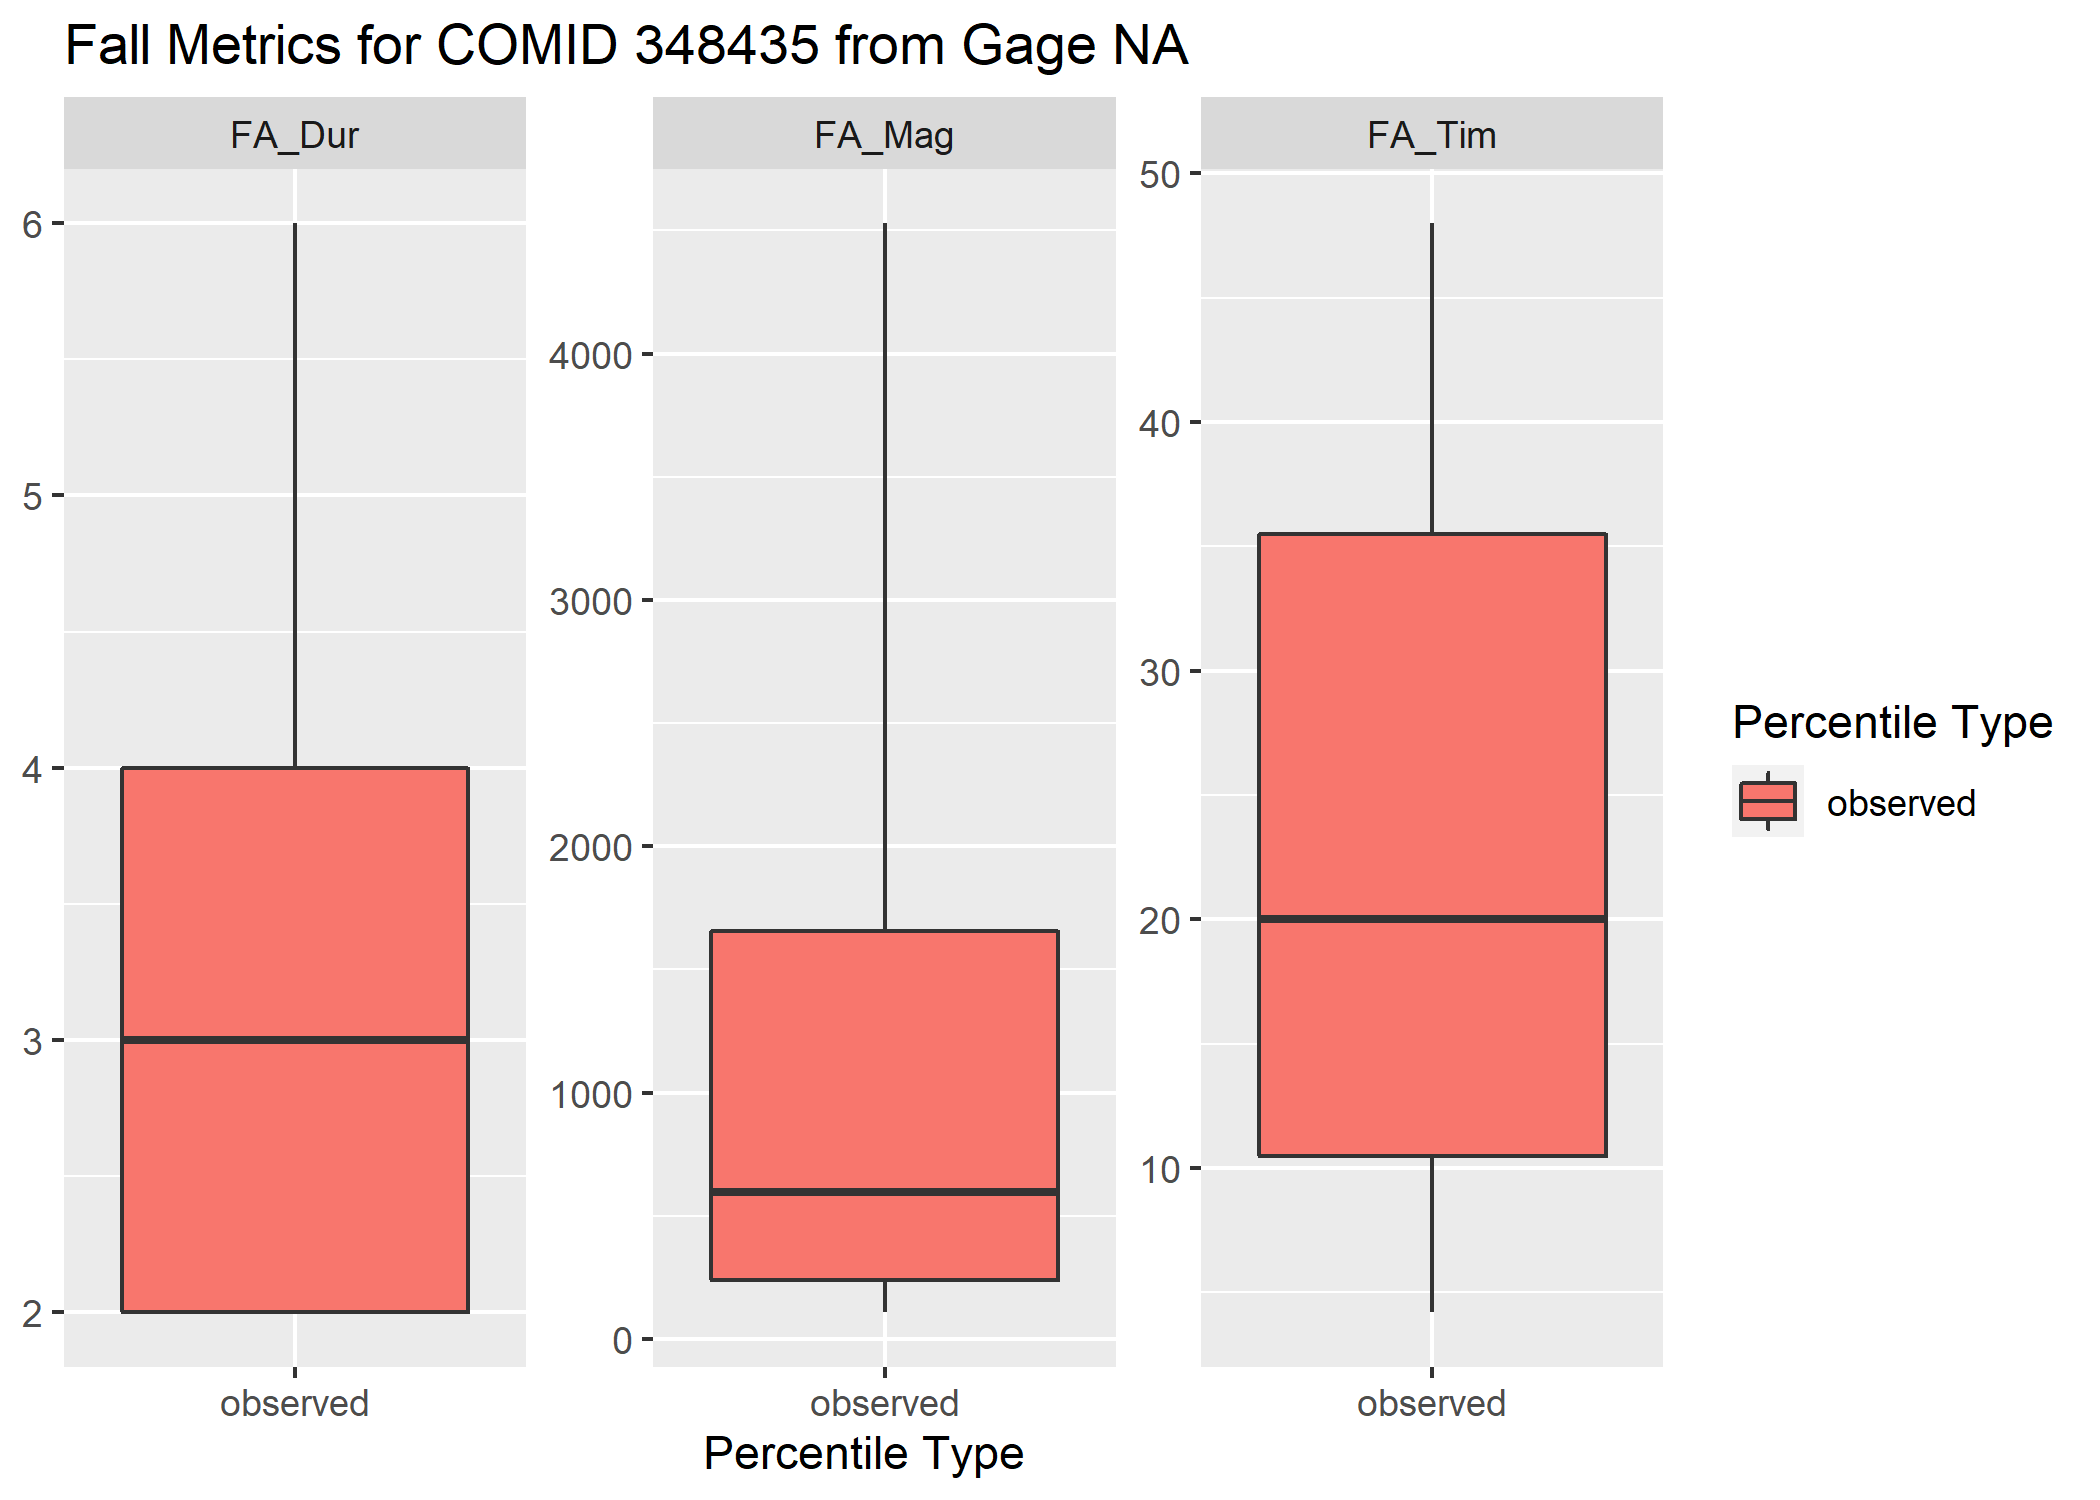 Fall Metrics for COMID 348435 from Gage NA
FA_Dur
FA_Mag
FA_Tim
6
5
4
3
2
4000
3000
2000
1000
0
50
40
30
20
10
observed
observed
observed
Percentile Type
Percentile Type
observed